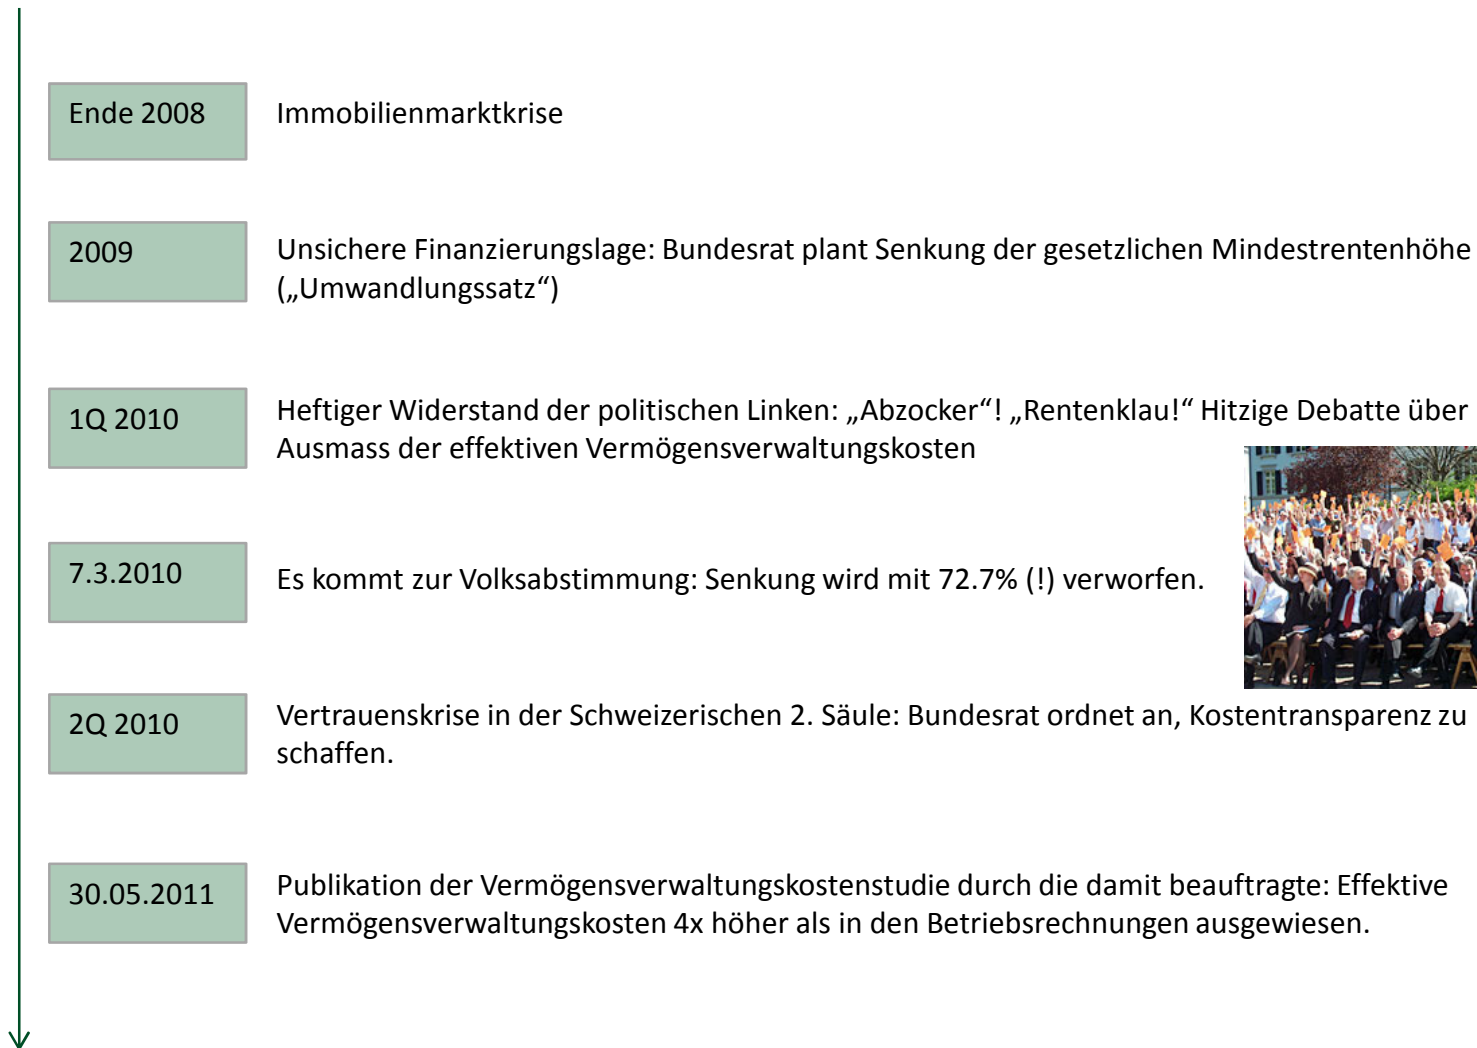 Ende 2008
Immobilienmarktkrise
2009
Unsichere Finanzierungslage: Bundesrat plant Senkung der gesetzlichen Mindestrentenhöhe
(„Umwandlungssatz“)
1Q 2010
Heftiger Widerstand der politischen Linken: „Abzocker“! „Rentenklau!“ Hitzige Debatte über
Ausmass der effektiven Vermögensverwaltungskosten
7.3.2010
Es kommt zur Volksabstimmung: Senkung wird mit 72.7% (!) verworfen.
2Q 2010
Vertrauenskrise in der Schweizerischen 2. Säule: Bundesrat ordnet an, Kostentransparenz zu
schaffen.
30.05.2011
Publikation der Vermögensverwaltungskostenstudie durch die damit beauftragte: Effektive
Vermögensverwaltungskosten 4x höher als in den Betriebsrechnungen ausgewiesen.